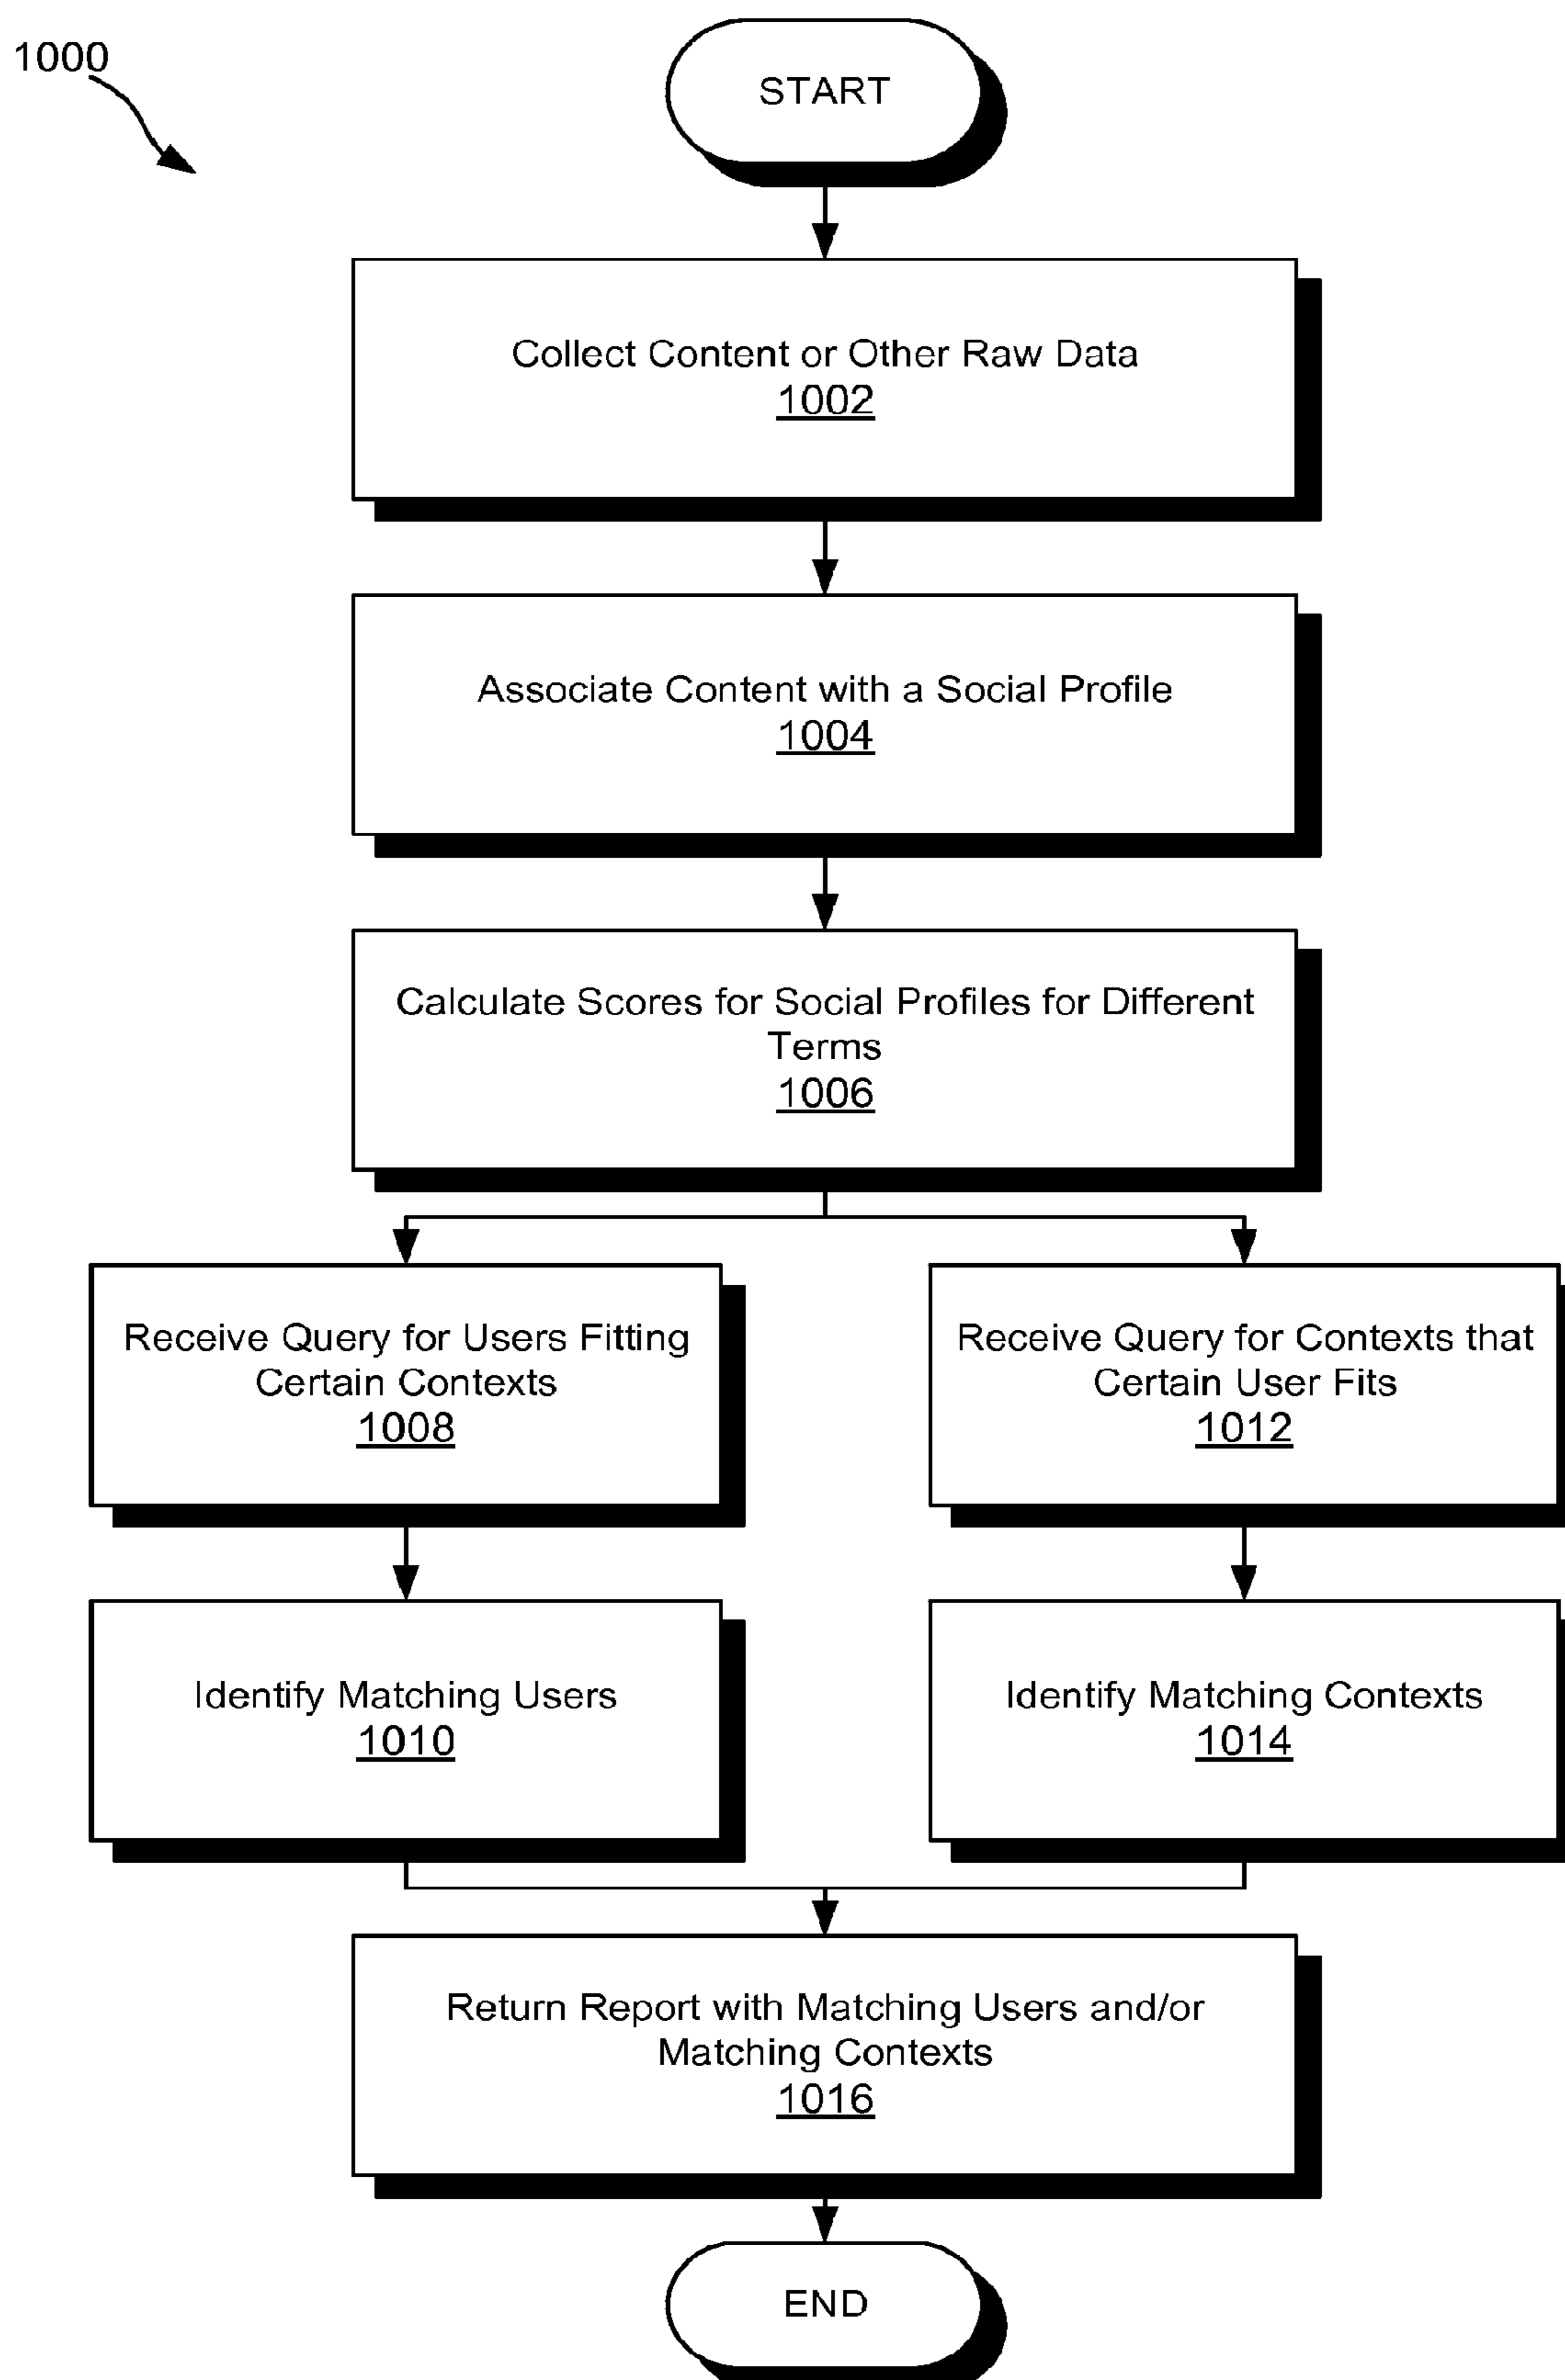 1000
START
Collect Content or Other Raw Data
1002
Associate Content with a Social Profile
1004
Calculate Scores for Social Profiles for Different
Terms
1006
Receive Query for Users Fitting
Certain Contexts
1008
Receive Query for Contexts that
Certain User Fits
1012
Identify Matching Users
1010
Identify Matching Contexts
1014
Return Report with Matching Users and/or
Matching Contexts
1016
END